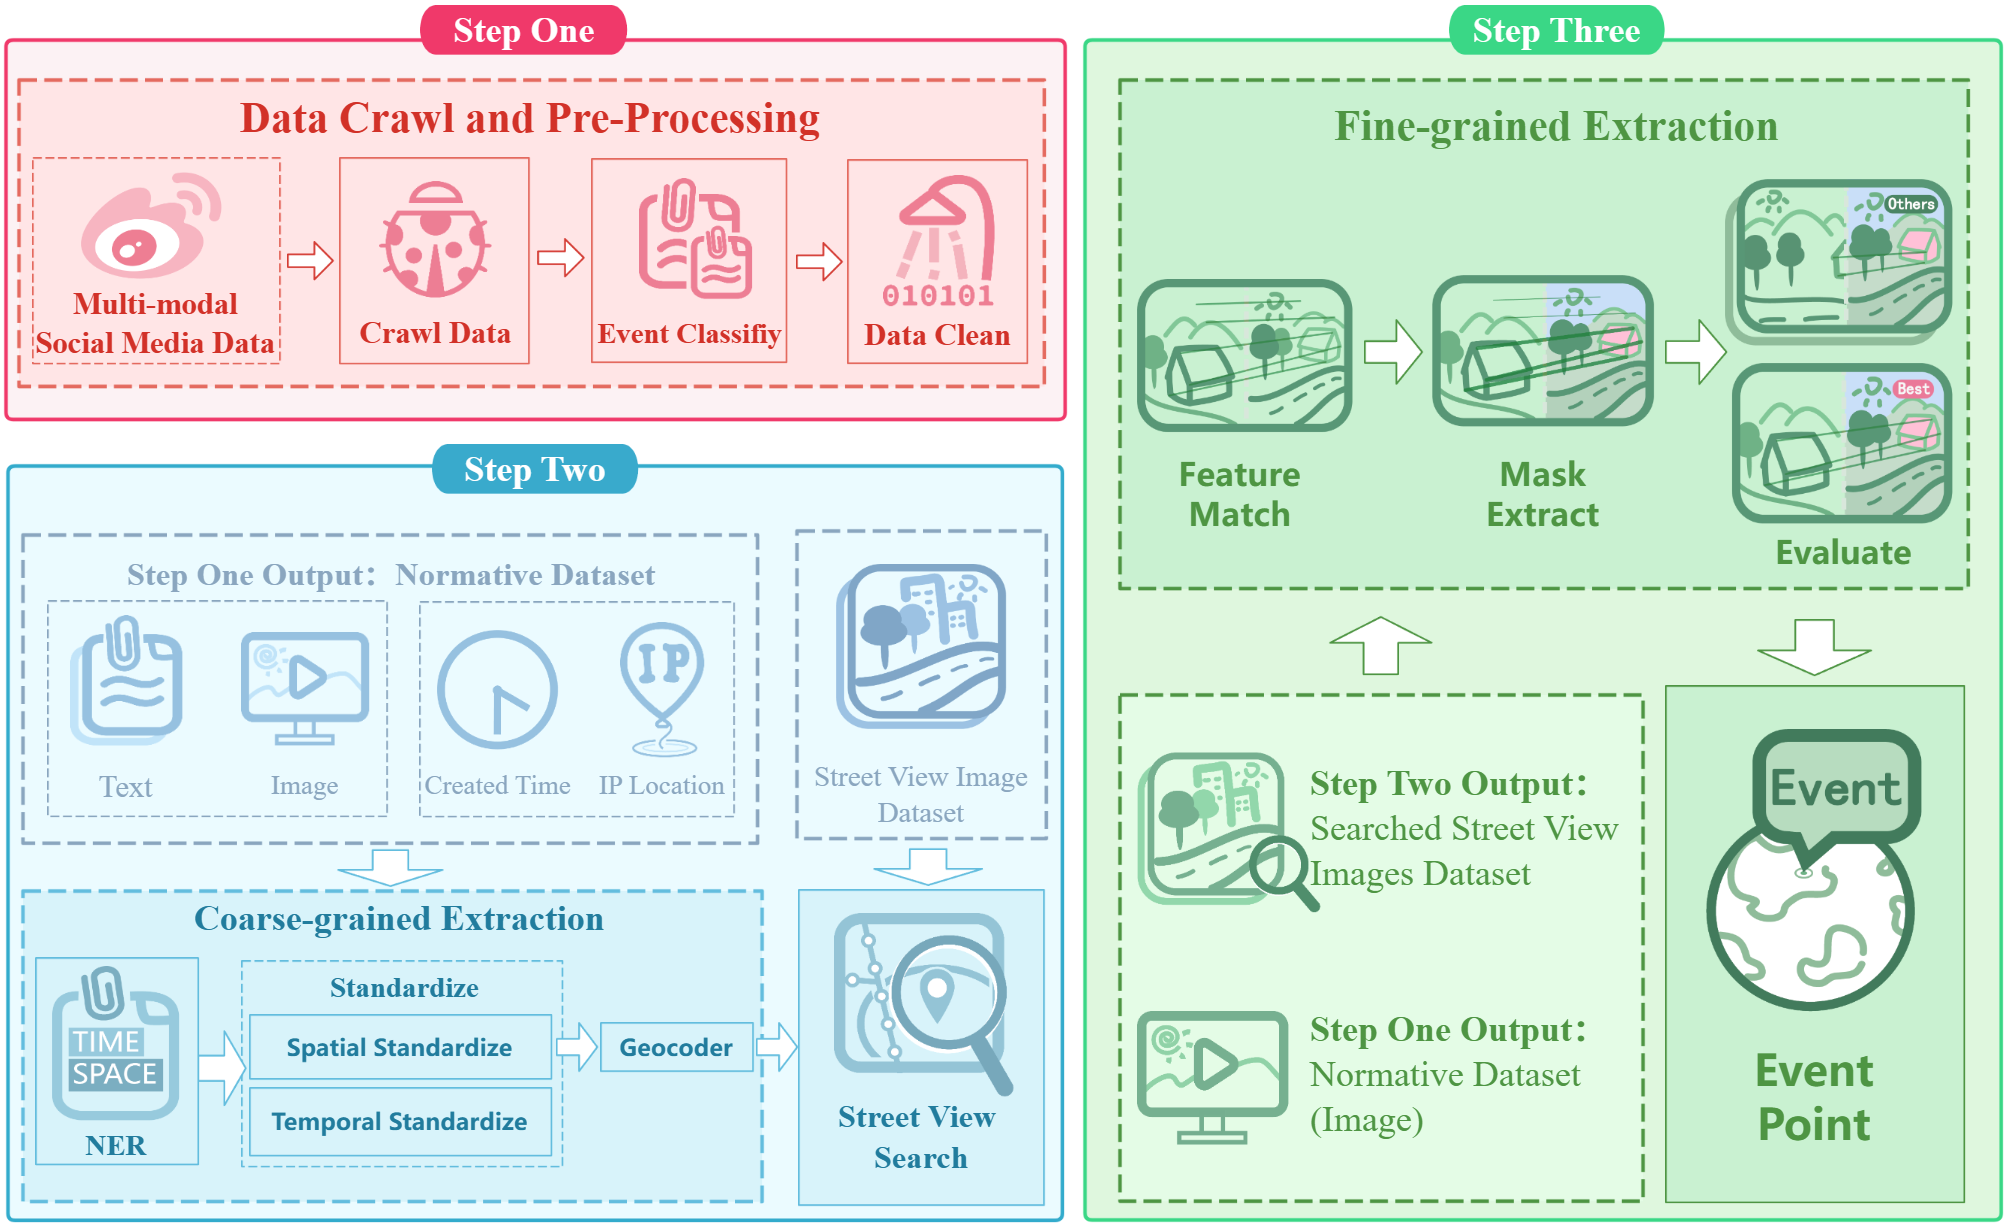 Step One
Data Crawl and Pre-Processing
Multi-modal
Social Media Data
Crawl Data
Event Classifiy
010101
Data Clean
Step Two
Step One Output: Normative Dataset
Text
Image
Created Time
IP
IP Location
Street View Image
Dataset
Coarse-grained Extraction
TIME
SPACE
NER
Standardize
Spatial Standardize
Temporal Standardize
Geocoder
Street View
Search
Step Three
Fine-grained Extraction
Feature
Match
Mask
Extract
Others
Best
Evaluate
Step Two Output:
Searched Street View
Images Dataset
Step One Output:
Normative Dataset
(Image)
Event
Event
Point